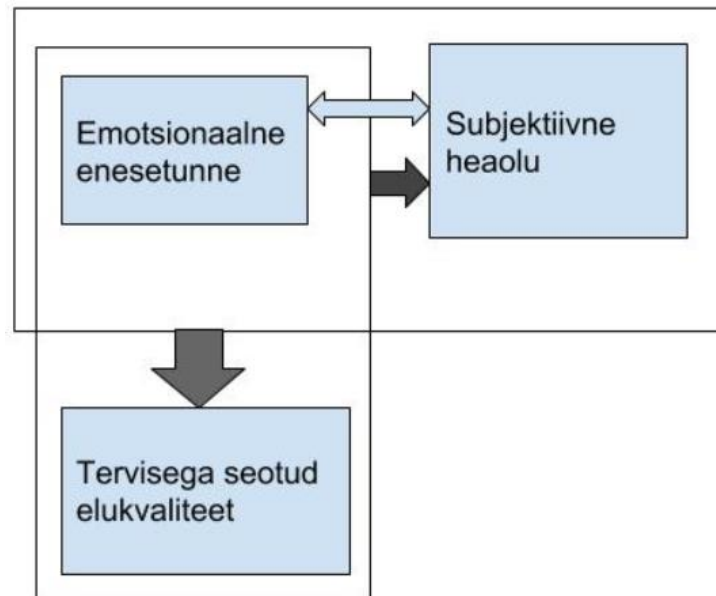 Emotsionaalne
enesetunne
Subjektiivne
heaolu
Tervisega seotud
elukvaliteet